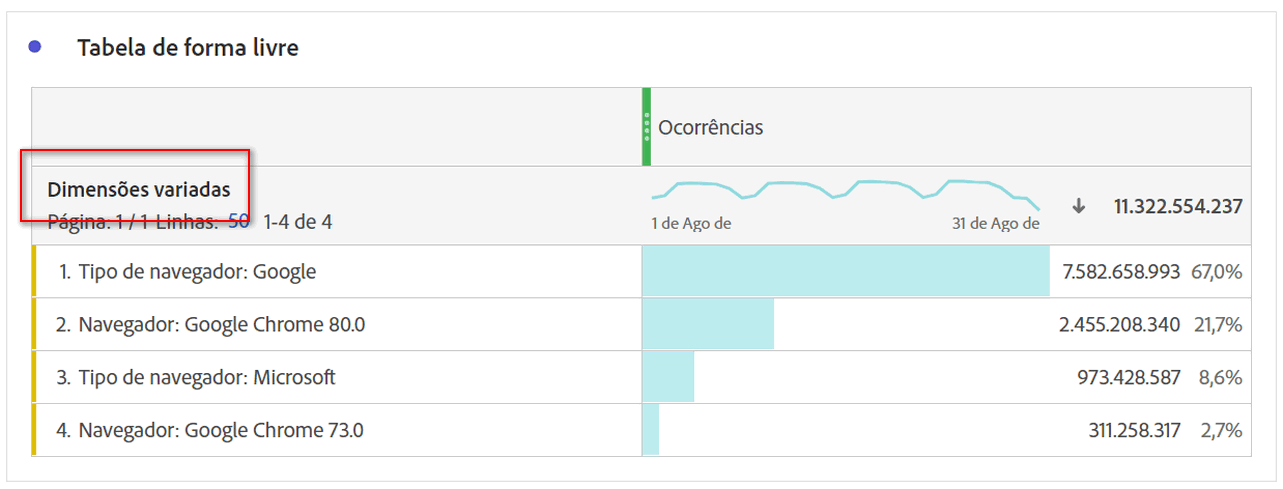 Tabela de forma livre
Ocorrências
Dimensões variadas
Página: 1 / 1 Linhas: 50 1-4 de 4
1 de Ago de 31 de Ago de
11.322.554.237
1. Tipo de navegador: Google 7.582.658.993 67,0%
2. Navegador: Google Chrome 80.0 2.455.208.340 21,7%
3. Tipo de navegador: Microsoft 973.428.587 8,6%
4. Navegador: Google Chrome 73.0 311.258.317 2,7%